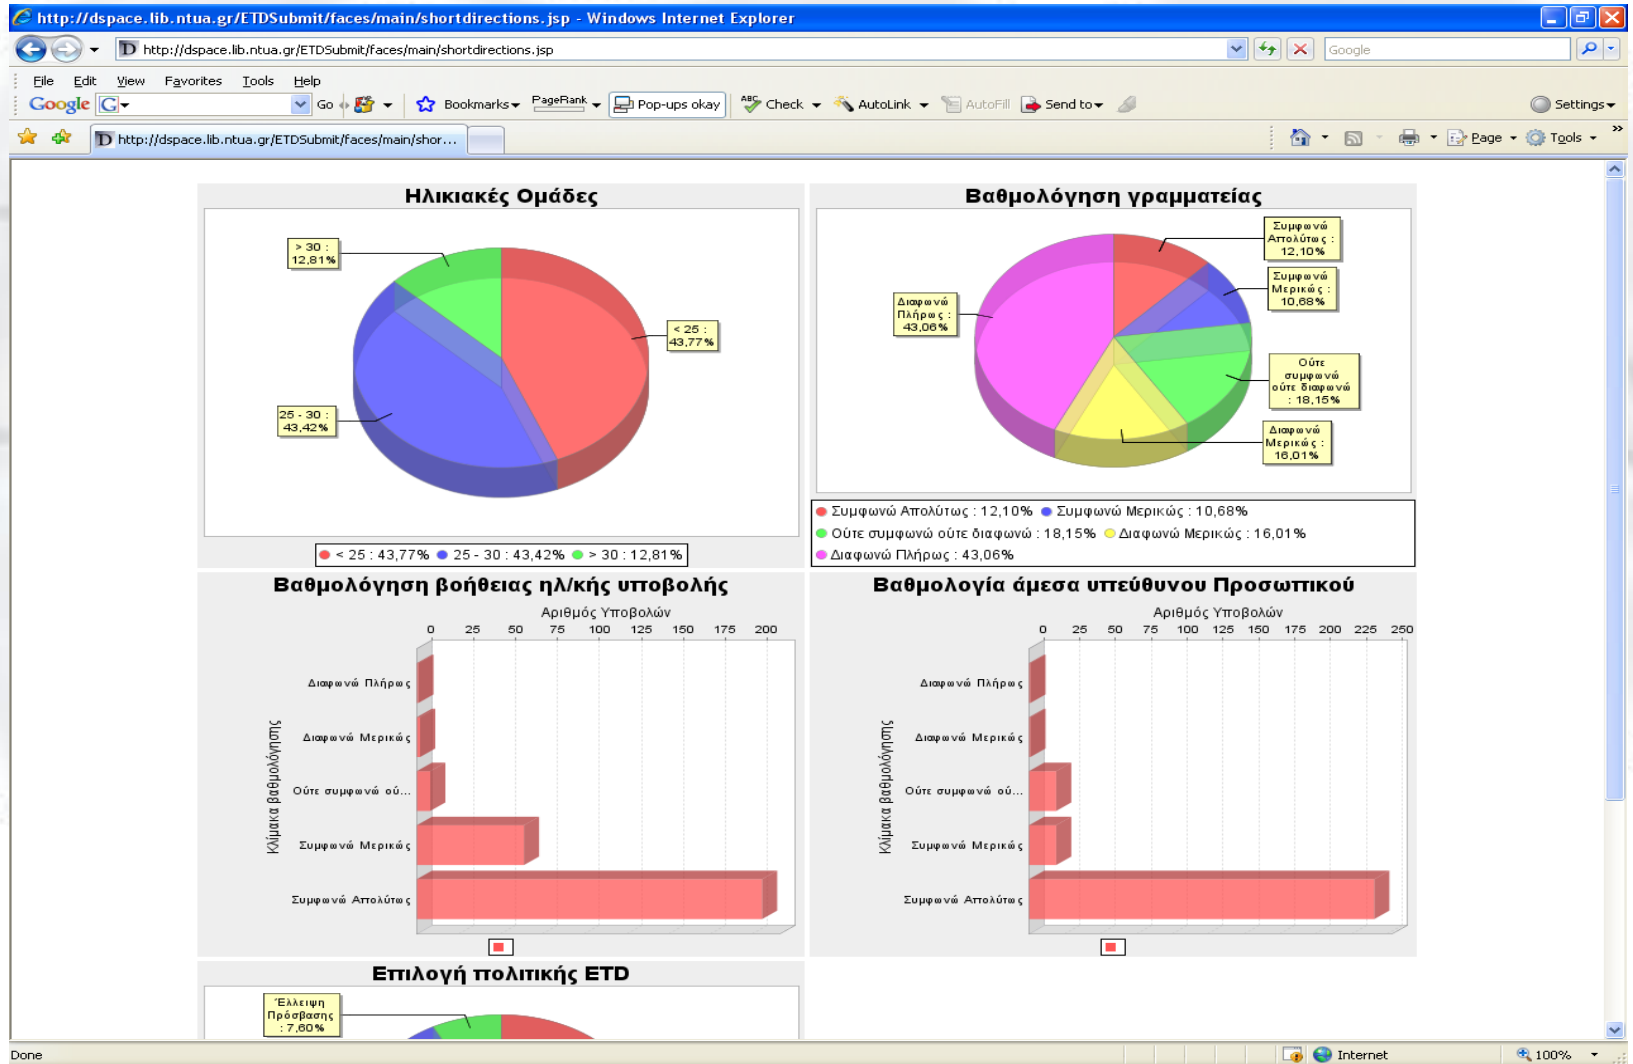 http://dspace.lib.ntua.gr/ETDSubmit/faces/main/shortdirections.jsp - Windows Internet Explorer
http://dspace.lib.ntua.gr/ETDSubmit/faces/main/shortdirections.jsp
Google
File Edit View Favorites Tools Help
Google G Go Bookmarks PageRank Pop-ups okay ABC Check AutoLink AutoFill Send to Settings
http://dspace.lib.ntua.gr/ETDSubmit/faces/main/shor... Page Tools »
Ηλικιακές Ομάδες
> 30 :
12,81%
< 25 :
43,77%
25 - 30 :
43,42%
< 25 : 43,77% 25 - 30 : 43,42% > 30 : 12,81%
Βαθμολόγηση γραμματείας
Συμφωνώ
Απολύτως :
12,10%
Συμφωνώ
Μερικώς :
10,68%
Διαφωνώ
Πλήρως :
43,06%
Ούτε
συμφωνώ
ούτε διαφωνώ
: 18,15%
Διαφωνώ
Μερικώς :
16,01%
Συμφωνώ Απολύτως : 12,10% Συμφωνώ Μερικώς : 10,68%
Ούτε συμφωνώ ούτε διαφωνώ : 18,15% Διαφωνώ Μερικώς : 16,01%
Διαφωνώ Πλήρως : 43,06%
Βαθμολόγηση βοήθειας ηλ/κής υποβολής
Αριθμός Υποβολών
0 25 50 75 100 125 150 175 200
Κλίμακα βαθμολόγησης
Διαφωνώ Πλήρως
Διαφωνώ Μερικώς
Ούτε συμφωνώ ού...
Συμφωνώ Μερικώς
Συμφωνώ Απολύτως
Βαθμολογία άμεσα υπεύθυνου Προσωπικού
Αριθμός Υποβολών
0 25 50 75 100 125 150 175 200 225 250
Κλίμακα βαθμολόγησης
Διαφωνώ Πλήρως
Διαφωνώ Μερικώς
Ούτε συμφωνώ ού...
Συμφωνώ Μερικώς
Συμφωνώ Απολύτως
Επιλογή πολιτικής ETD
Έλλειψη
Πρόσβασης
: 7,60%
Done Internet 100%